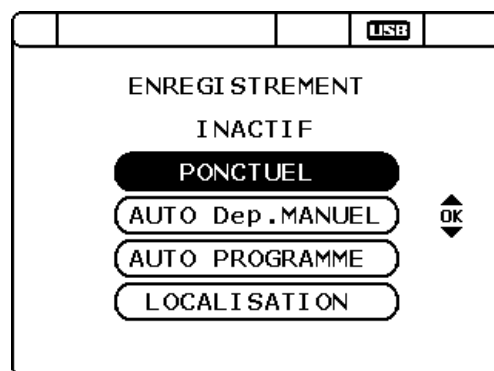 USB
ENREGISTREMENT
INACTIF
PONCTUEL
AUTO Dep.MANUEL
OK
AUTO PROGRAMME
LOCALISATION